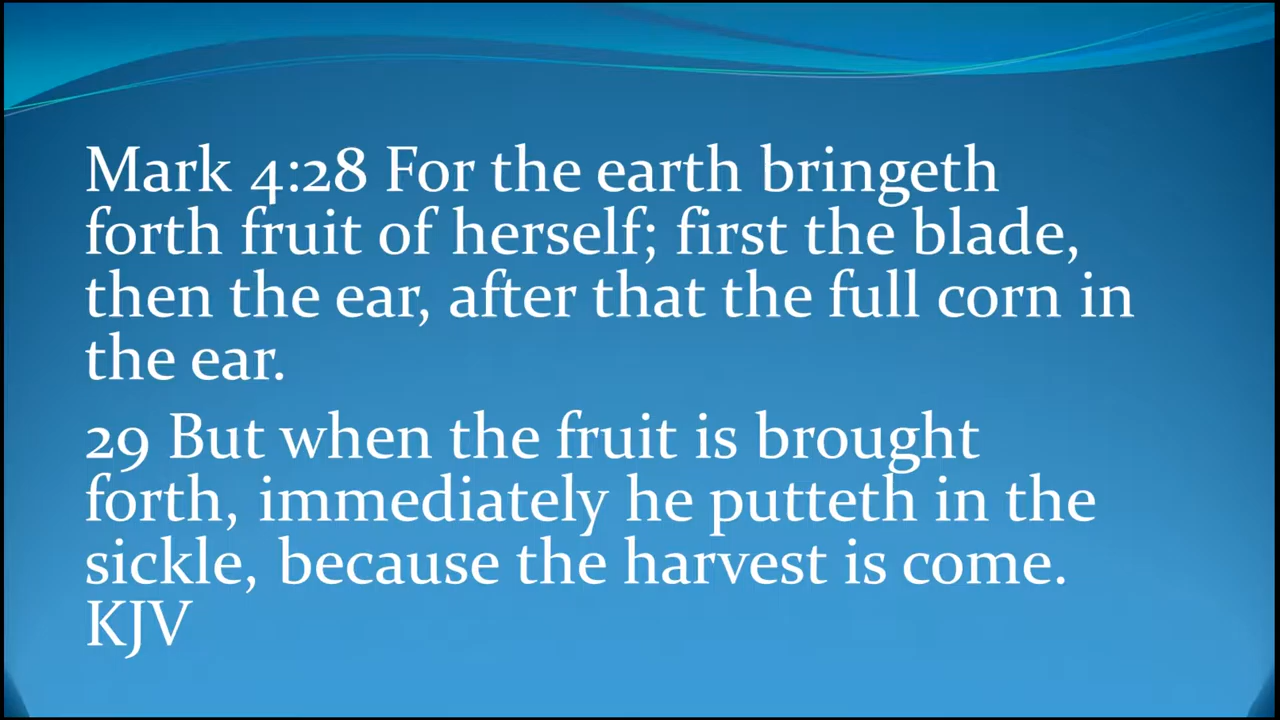 Mark 4:28 For the earth bringeth
forth fruit of herself; first the blade,
then the ear, after that the full corn in
the ear.
29 But when the fruit is brought
forth, immediately he putteth in the
sickle, because the harvest is come.
KJV